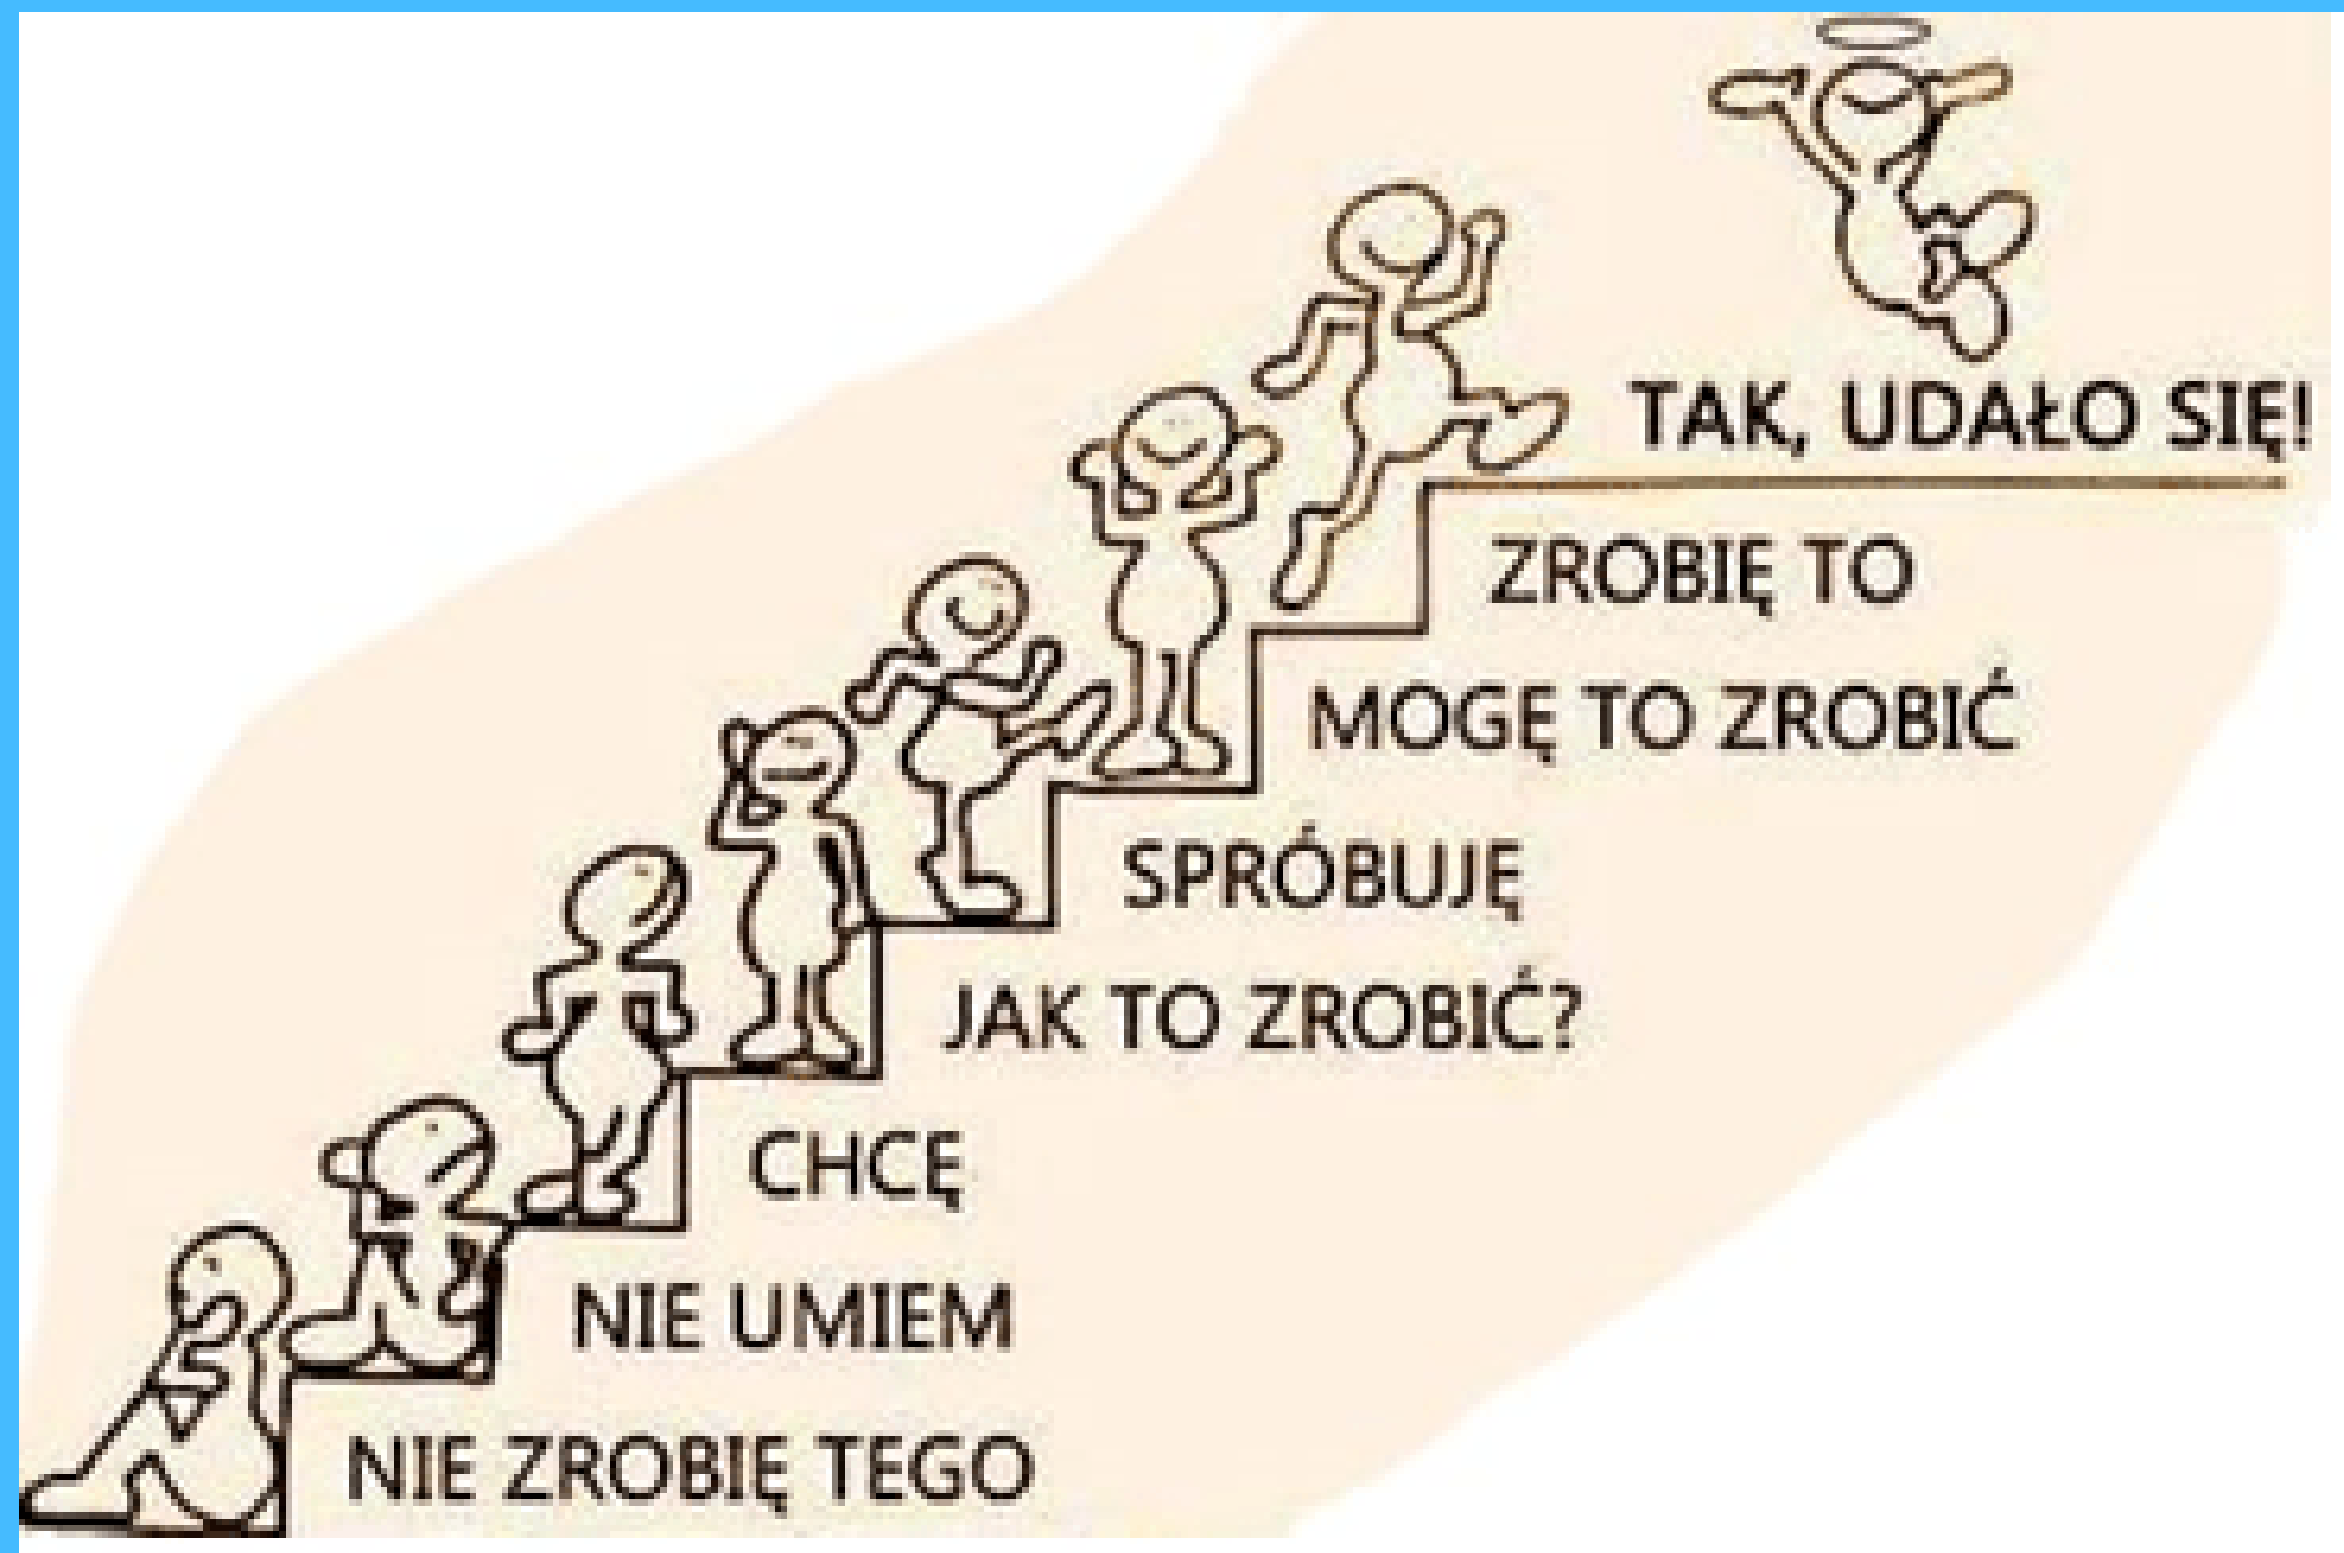 TAK, UDAŁO SIĘ!
ZROBIĘ TO
MOGĘ TO ZROBIĆ
SPRÓBUJĘ
JAK TO ZROBIĆ?
CHCĘ
NIE UMIEM
NIE ZROBIĘ TEGO